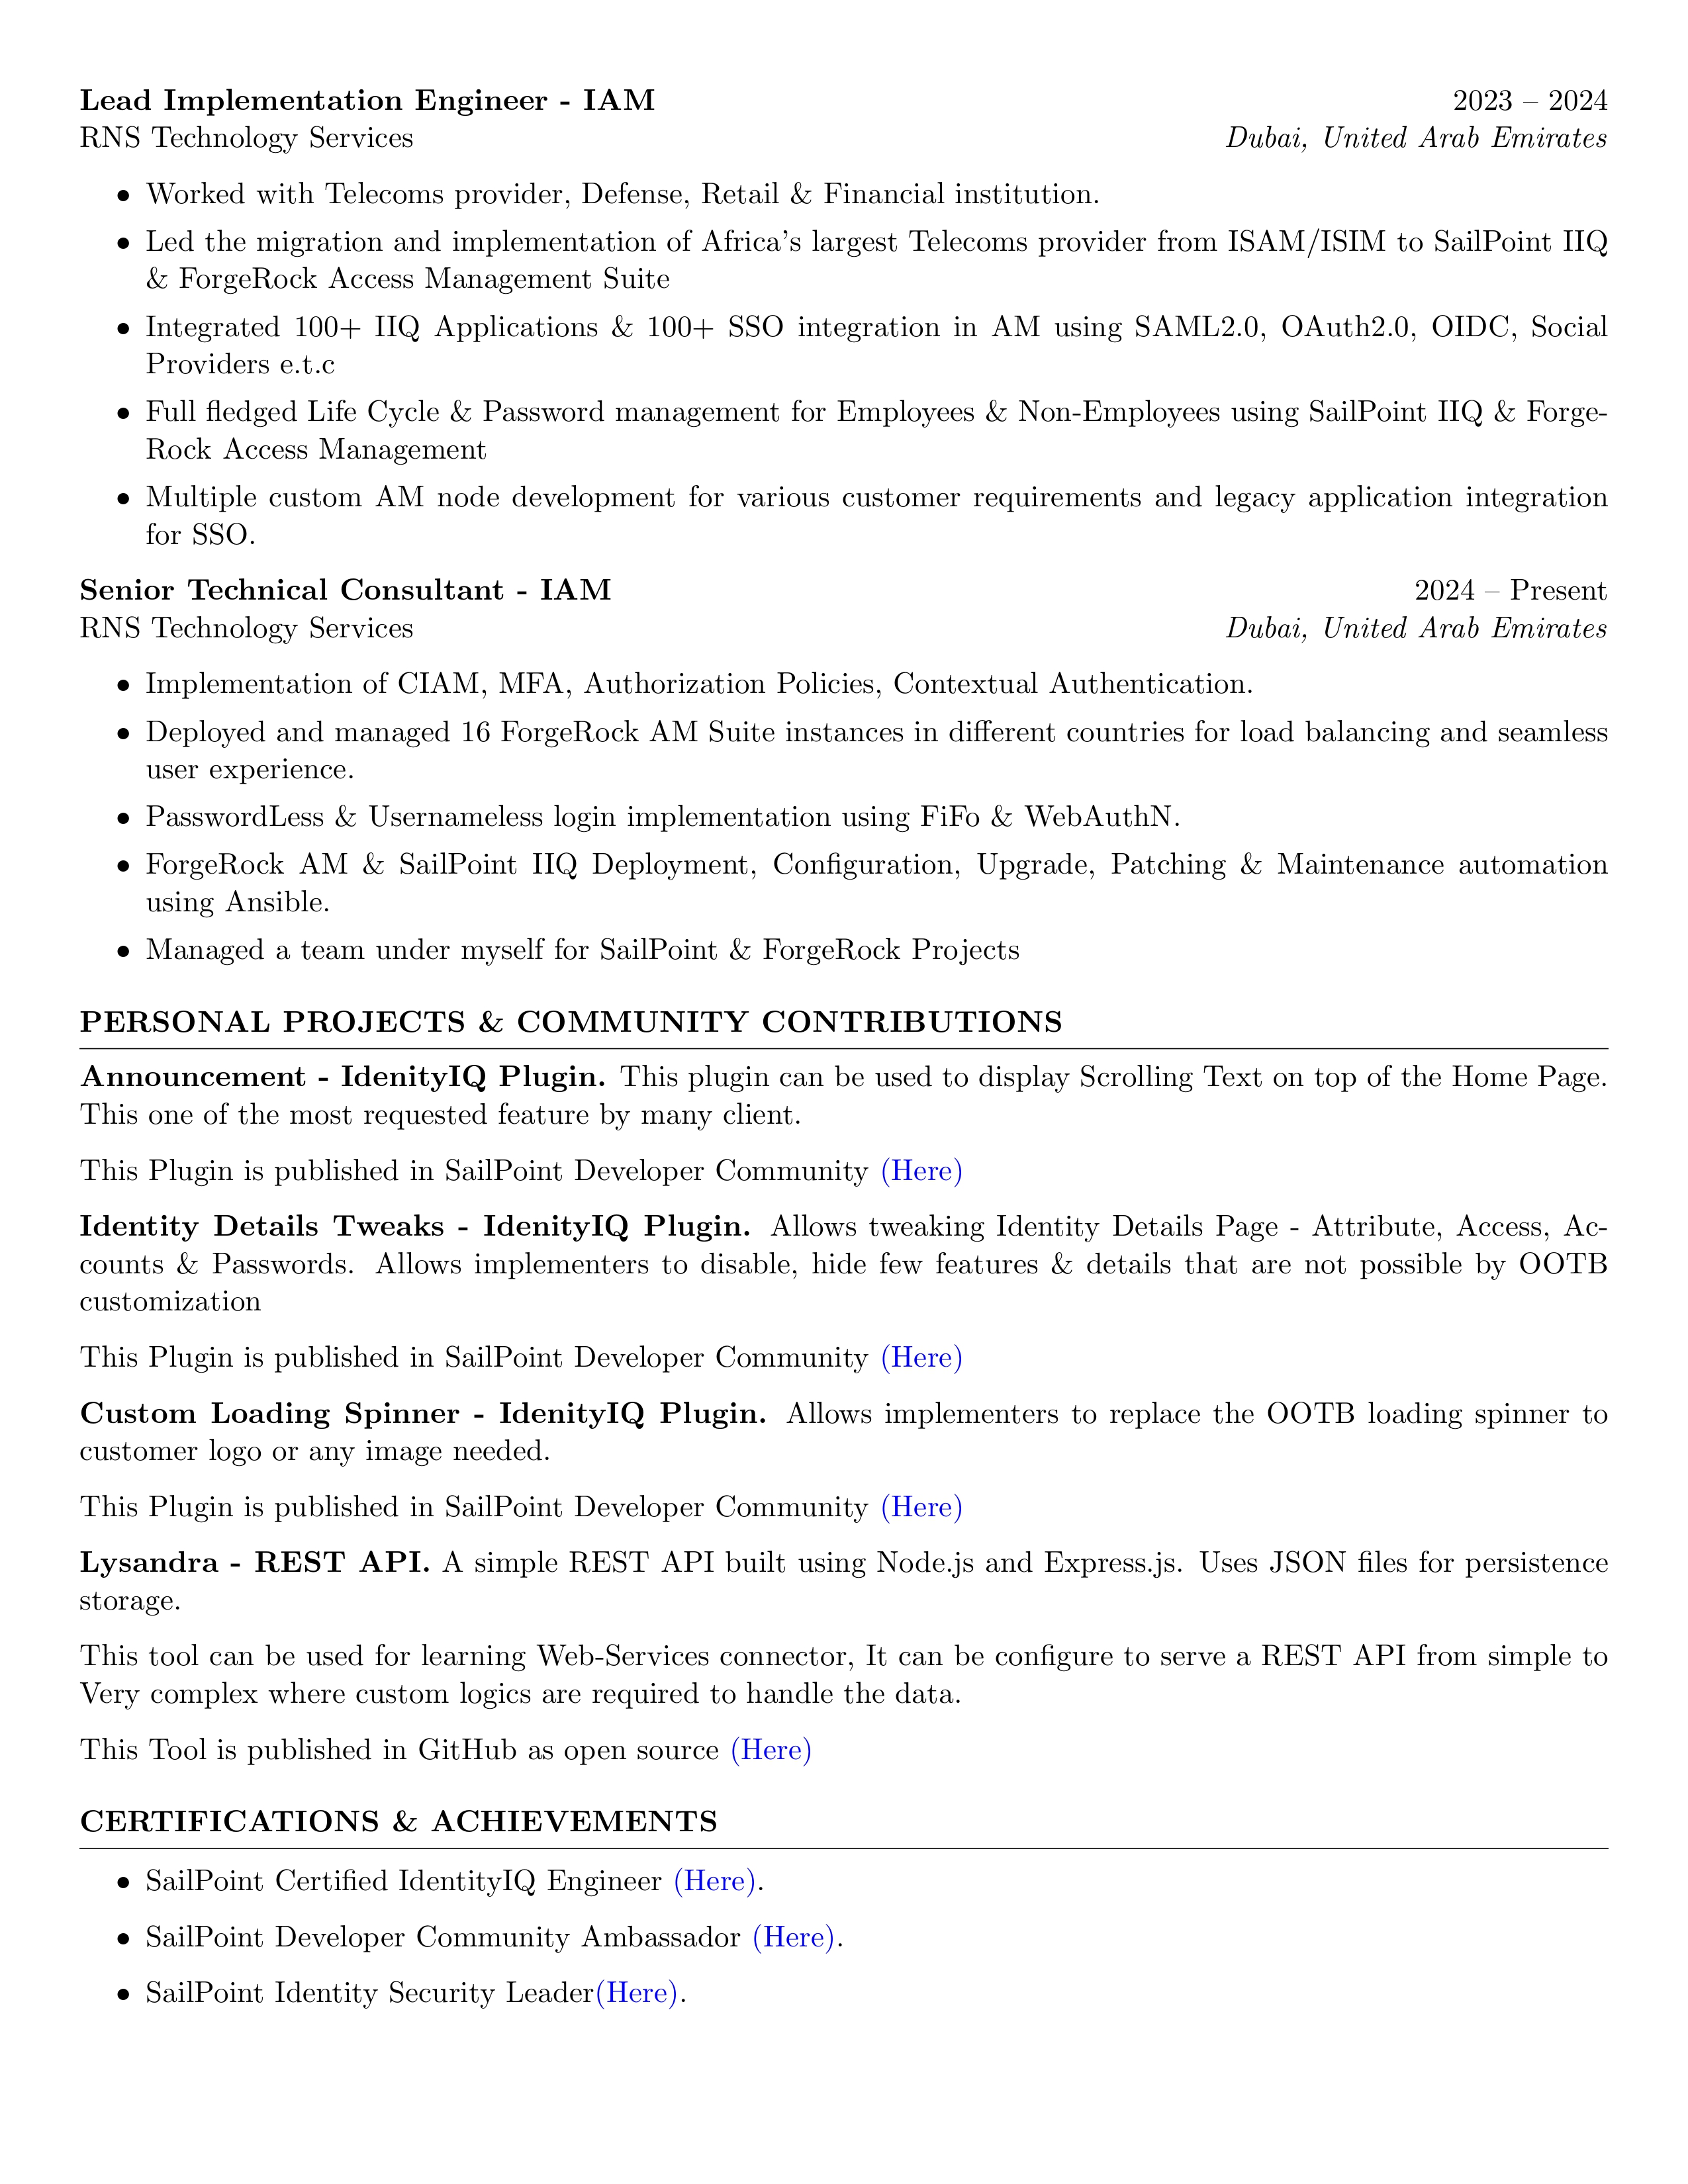 Lead Implementation Engineer - IAM 2023 – 2024
RNS Technology Services Dubai, United Arab Emirates
• Worked with Telecoms provider, Defense, Retail & Financial institution.
• Led the migration and implementation of Africa's largest Telecoms provider from ISAM/ISIM to SailPoint IIQ
& ForgeRock Access Management Suite
• Integrated 100+ IIQ Applications & 100+ SSO integration in AM using SAML2.0, OAuth2.0, OIDC, Social
Providers e.t.c
• Full fledged Life Cycle & Password management for Employees & Non-Employees using SailPoint IIQ & Forge-
Rock Access Management
• Multiple custom AM node development for various customer requirements and legacy application integration
for SSO.
Senior Technical Consultant - IAM 2024 – Present
RNS Technology Services Dubai, United Arab Emirates
• Implementation of CIAM, MFA, Authorization Policies, Contextual Authentication.
• Deployed and managed 16 ForgeRock AM Suite instances in different countries for load balancing and seamless
user experience.
• PasswordLess & Usernameless login implementation using FiFo & WebAuthN.
• ForgeRock AM & SailPoint IIQ Deployment, Configuration, Upgrade, Patching & Maintenance automation
using Ansible.
• Managed a team under myself for SailPoint & ForgeRock Projects
PERSONAL PROJECTS & COMMUNITY CONTRIBUTIONS
Announcement - IdenityIQ Plugin. This plugin can be used to display Scrolling Text on top of the Home Page.
This one of the most requested feature by many client.
This Plugin is published in SailPoint Developer Community (Here)
Identity Details Tweaks - IdenityIQ Plugin. Allows tweaking Identity Details Page - Attribute, Access, Ac-
counts & Passwords. Allows implementers to disable, hide few features & details that are not possible by OOTB
customization
This Plugin is published in SailPoint Developer Community (Here)
Custom Loading Spinner - IdenityIQ Plugin. Allows implementers to replace the OOTB loading spinner to
customer logo or any image needed.
This Plugin is published in SailPoint Developer Community (Here)
Lysandra - REST API. A simple REST API built using Node.js and Express.js. Uses JSON files for persistence
storage.
This tool can be used for learning Web-Services connector, It can be configure to serve a REST API from simple to
Very complex where custom logics are required to handle the data.
This Tool is published in GitHub as open source (Here)
CERTIFICATIONS & ACHIEVEMENTS
• SailPoint Certified IdentityIQ Engineer (Here).
• SailPoint Developer Community Ambassador (Here).
• SailPoint Identity Security Leader(Here).